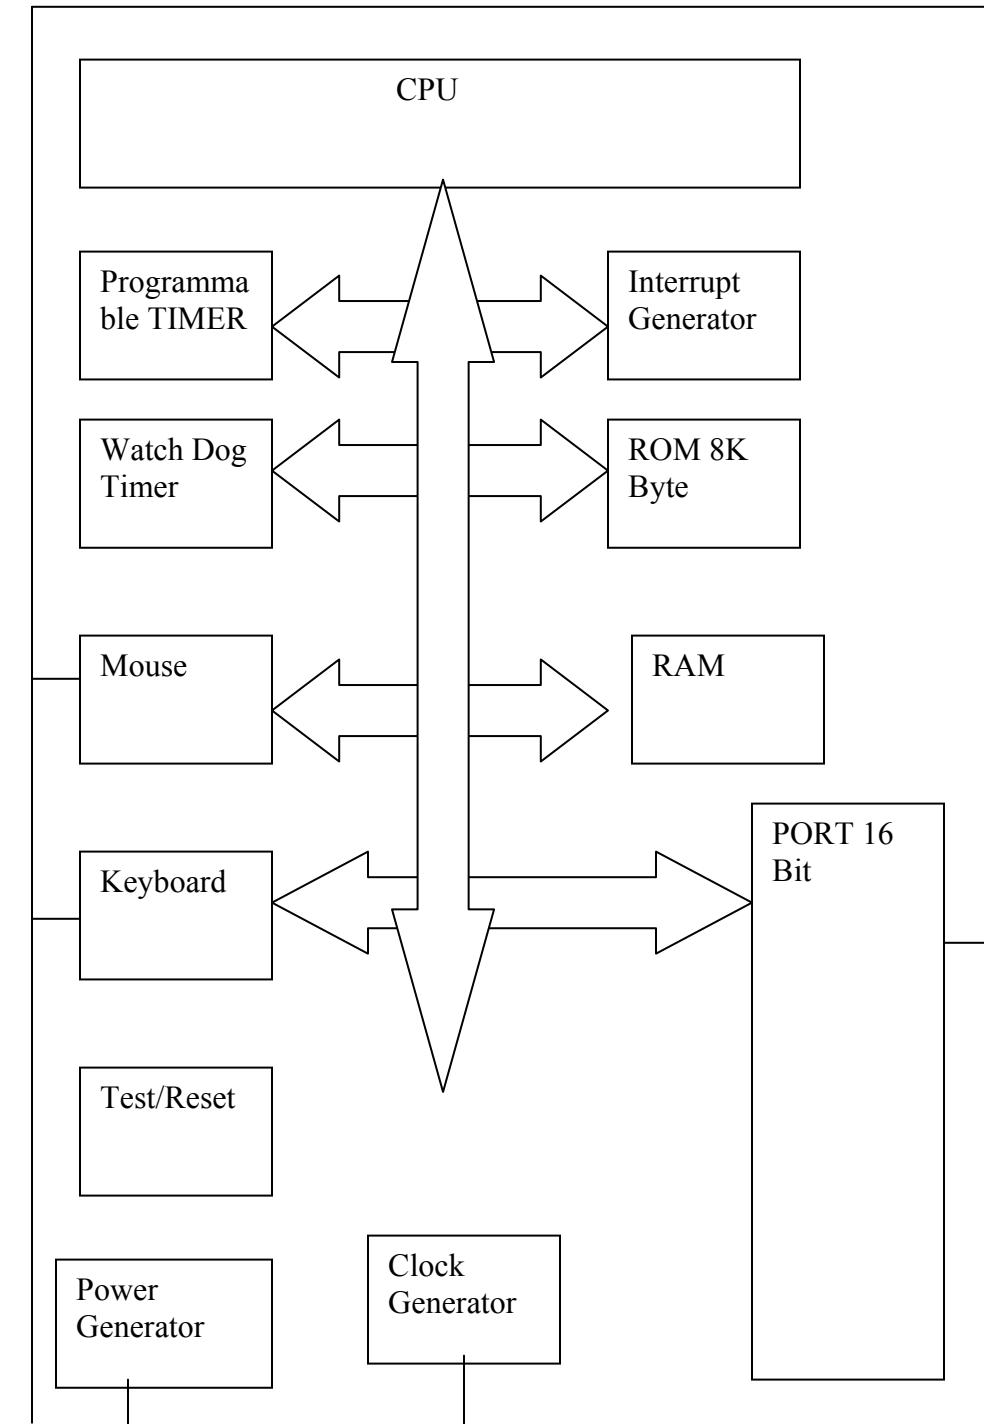 CPU
Programma
ble TIMER
Interrupt
Generator
Watch Dog
Timer
ROM 8K
Byte
Mouse
RAM
PORT 16
Bit
Keyboard
Test/Reset
Clock
Generator
Power
Generator